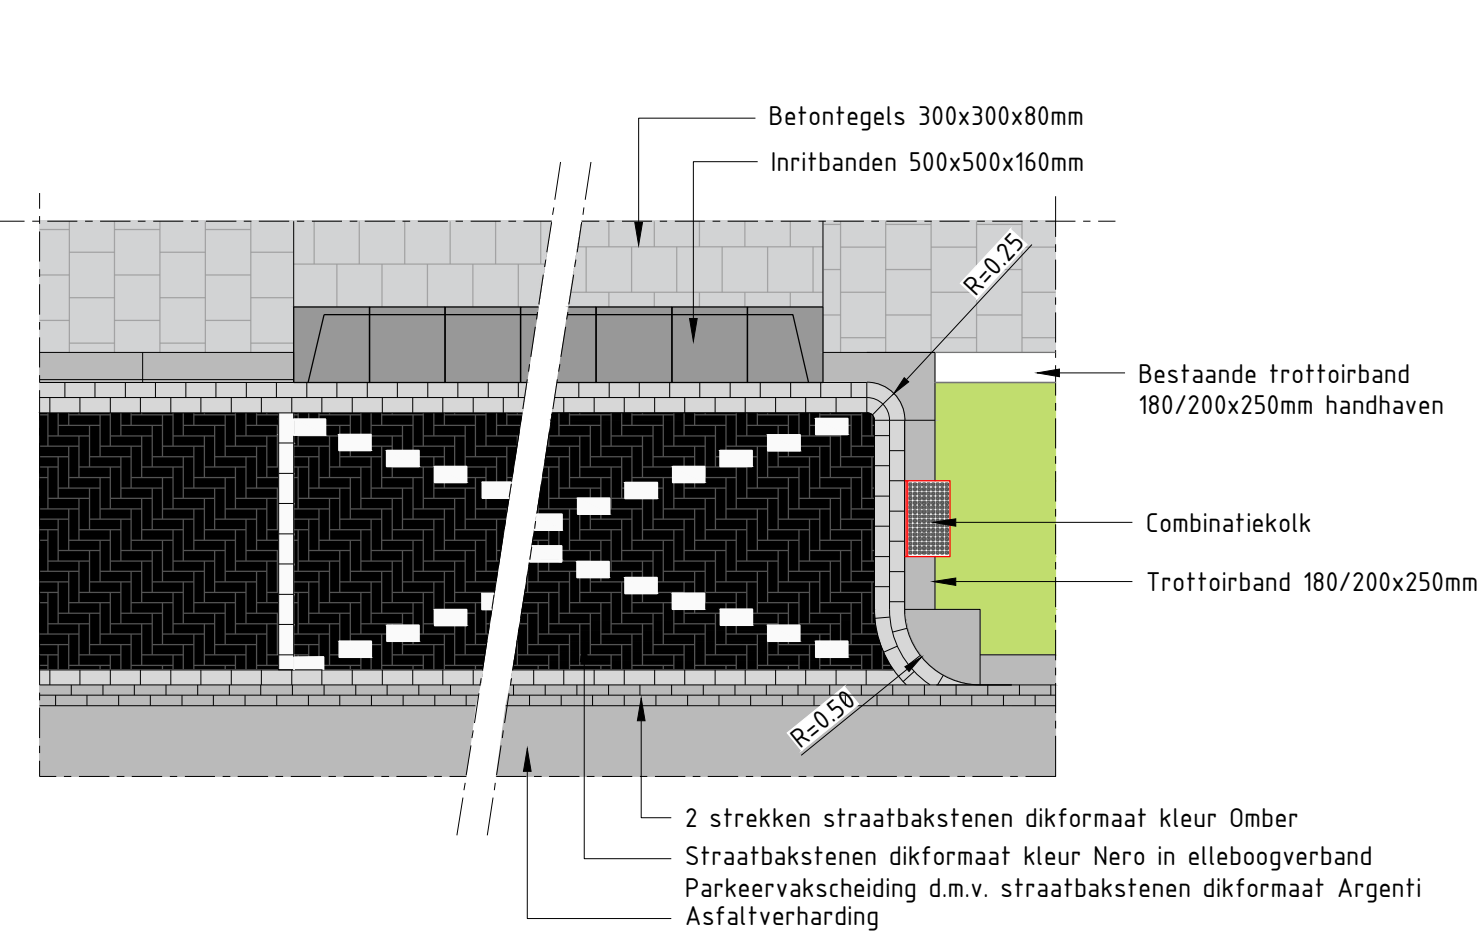 Betontegels 300x300x80mm
Inritbanden 500x500x160mm
R=0.25
Bestaande trottoirband
180/200x250mm handhaven
Combinatiekolk
Trottoirband 180/200x250mm
R=0.50
2 strekken straatbakstenen dikformaat kleur Omber
Straatbakstenen dikformaat kleur Nero in elleboogverband
Parkeervakscheiding d.m.v. straatbakstenen dikformaat Argenti
Asfaltverharding